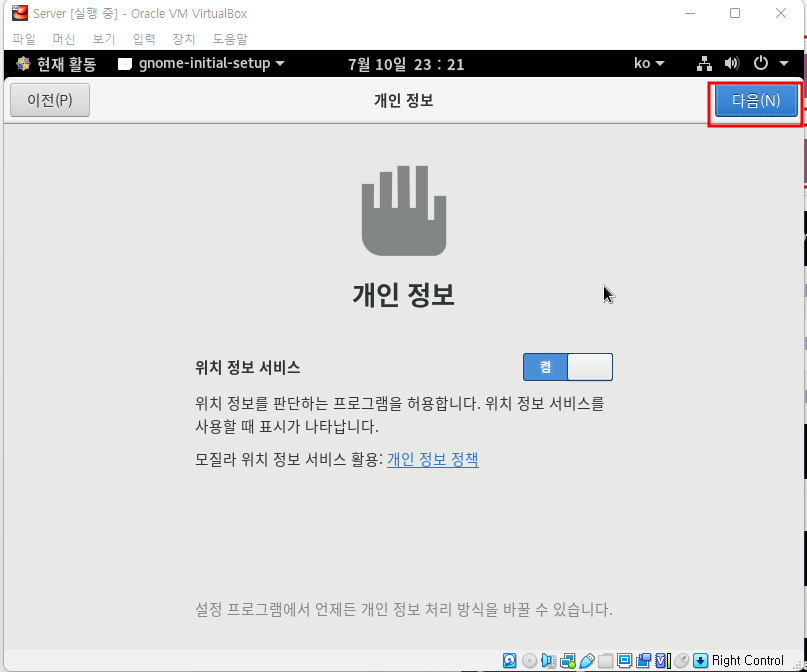 Server [실행 중] - Oracle VM VirtualBox
파일 머신 보기 입력 장치 도움말
현재 활동 gnome-initial-setup 7월 10일 23 : 21 ko
이전(P) 개인 정보 다음(N)
개인 정보
위치 정보 서비스 켬
위치 정보를 판단하는 프로그램을 허용합니다. 위치 정보 서비스를
사용할 때 표시가 나타납니다.
모질라 위치 정보 서비스 활용: 개인 정보 정책
설정 프로그램에서 언제든 개인 정보 처리 방식을 바꿀 수 있습니다.
Right Control